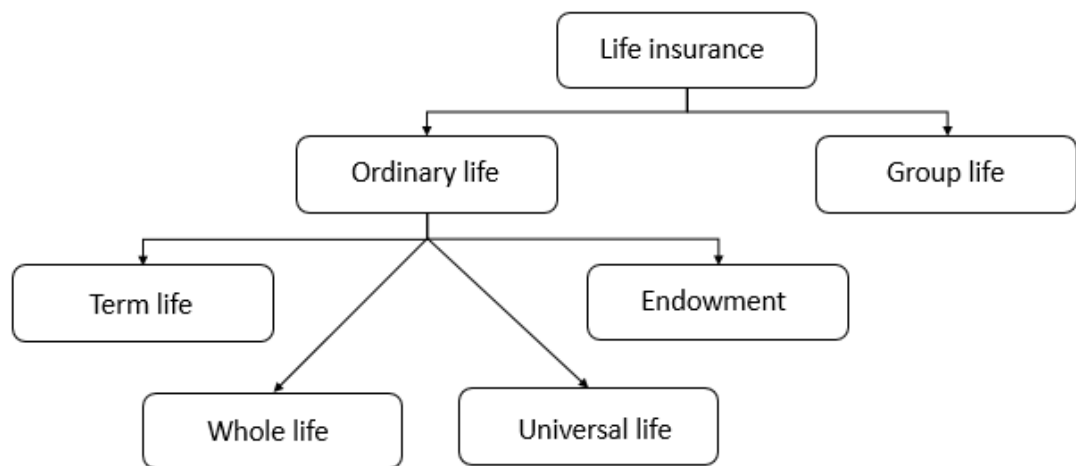 Life insurance
Ordinary life
Group life
Term life
Endowment
Whole life
Universal life